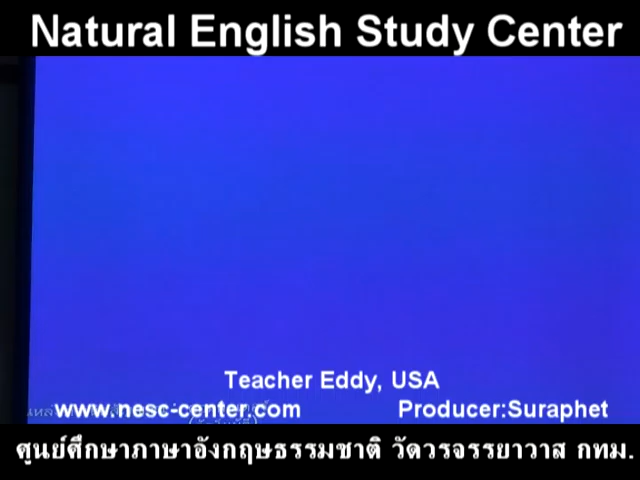 Natural English Study Center
Teacher Eddy, USA
www.nesc-center.com
Producer:Suraphet
ศูนย์ศึกษาภาษาอังกฤษธรรมชาติ วัดวรจรรยาวาส กทม.